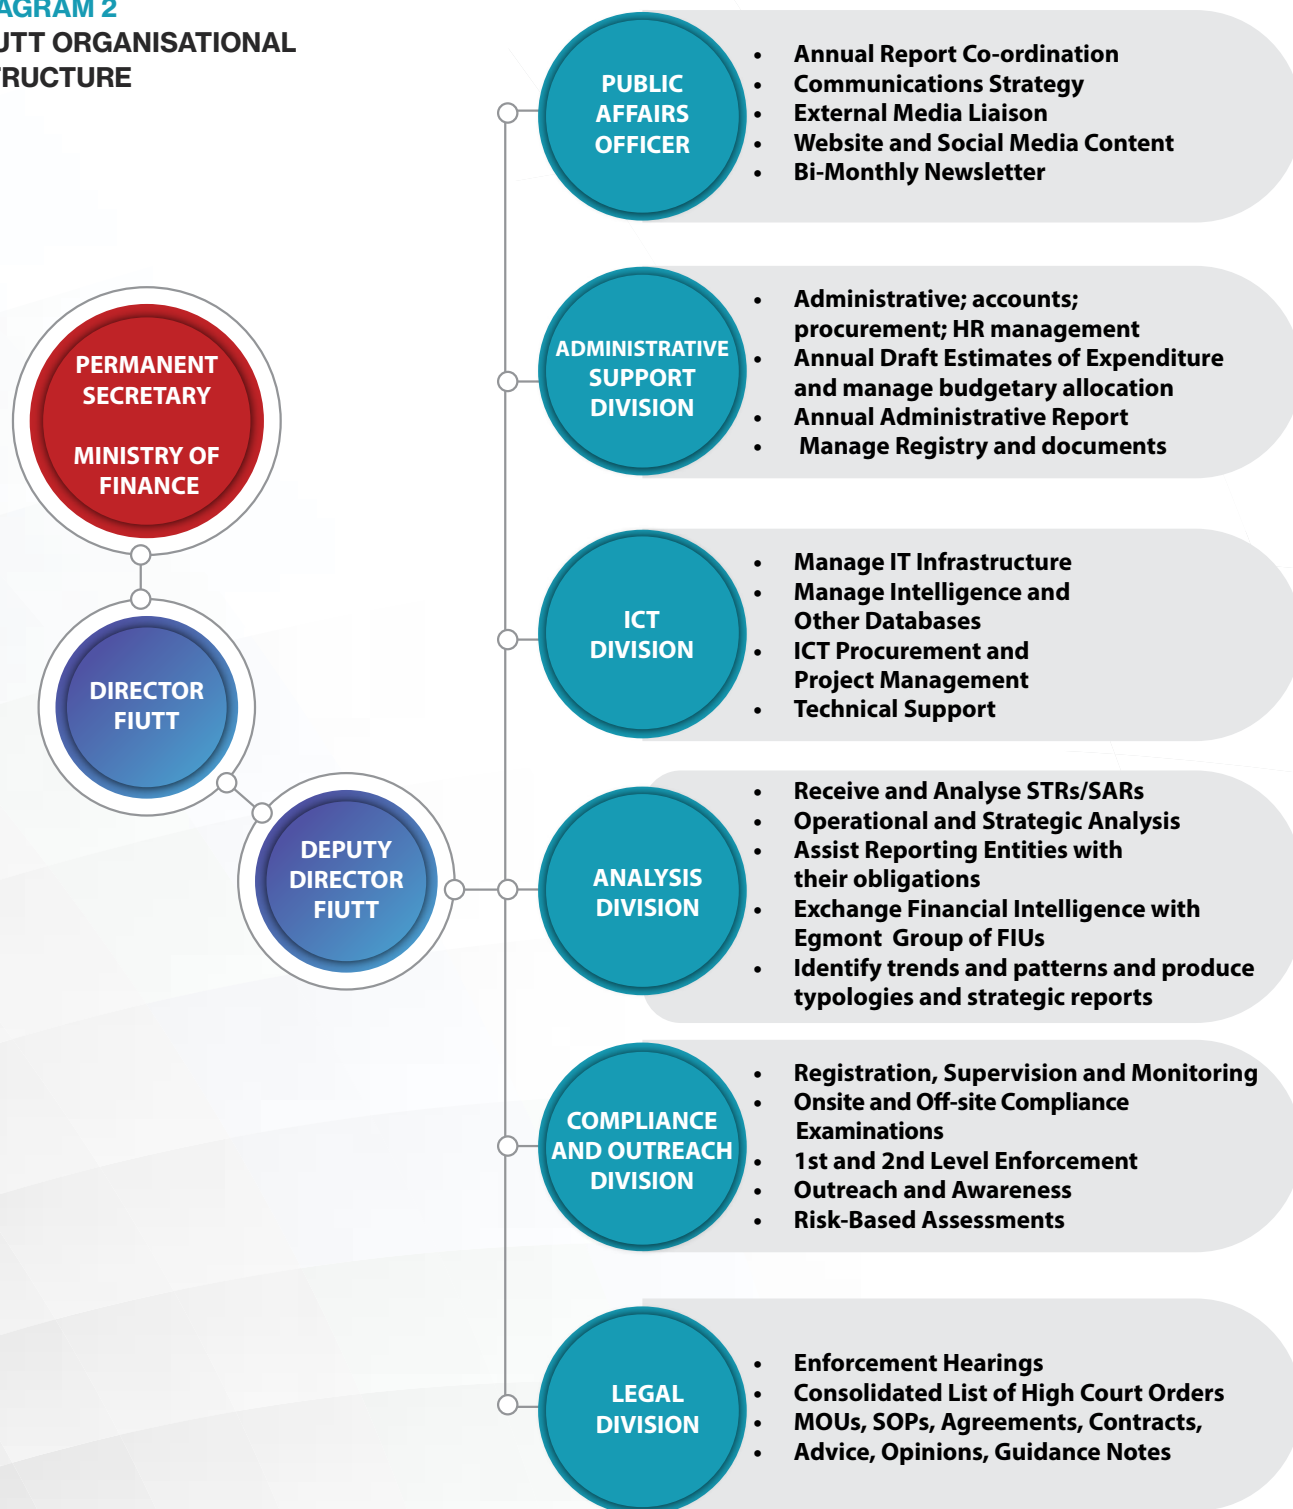 AGRAM 2
UTT ORGANISATIONAL
TRUCTURE
PUBLIC
AFFAIRS
OFFICER
• Annual Report Co-ordination
• Communications Strategy
• External Media Liaison
• Website and Social Media Content
• Bi-Monthly Newsletter
PERMANENT
SECRETARY
MINISTRY OF
FINANCE
DIRECTOR
FIUTT
DEPUTY
DIRECTOR
FIUTT
ADMINISTRATIVE
SUPPORT
DIVISION
• Administrative; accounts;
procurement; HR management
• Annual Draft Estimates of Expenditure
and manage budgetary allocation
• Annual Administrative Report
• Manage Registry and documents
ICT
DIVISION
• Manage IT Infrastructure
• Manage Intelligence and
Other Databases
• ICT Procurement and
Project Management
• Technical Support
ANALYSIS
DIVISION
• Receive and Analyse STRs/SARs
• Operational and Strategic Analysis
• Assist Reporting Entities with
their obligations
• Exchange Financial Intelligence with
Egmont Group of FIUs
• Identify trends and patterns and produce
typologies and strategic reports
COMPLIANCE
AND OUTREACH
DIVISION
• Registration, Supervision and Monitoring
• Onsite and Off-site Compliance
Examinations
• 1st and 2nd Level Enforcement
• Outreach and Awareness
• Risk-Based Assessments
LEGAL
DIVISION
• Enforcement Hearings
• Consolidated List of High Court Orders
• MOUs, SOPs, Agreements, Contracts,
• Advice, Opinions, Guidance Notes